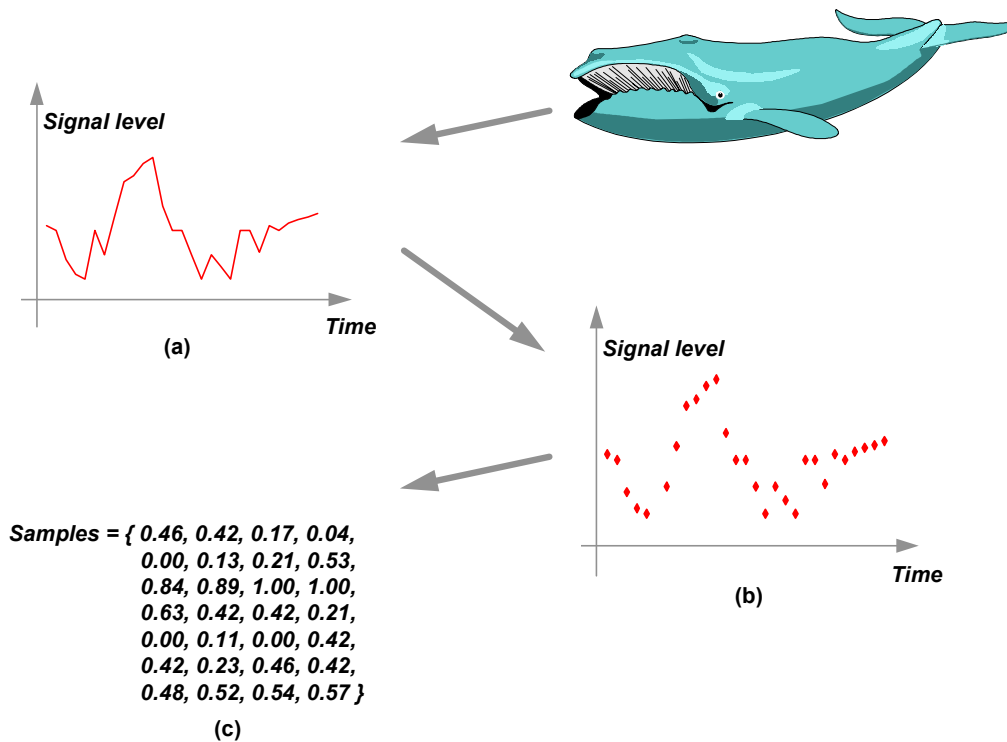 Signal level
Time
(a)
Signal level
Time
(b)
Samples = { 0.46, 0.42, 0.17, 0.04,
0.00, 0.13, 0.21, 0.53,
0.84, 0.89, 1.00, 1.00,
0.63, 0.42, 0.42, 0.21,
0.00, 0.11, 0.00, 0.42,
0.42, 0.23, 0.46, 0.42,
0.48, 0.52, 0.54, 0.57 }
(c)